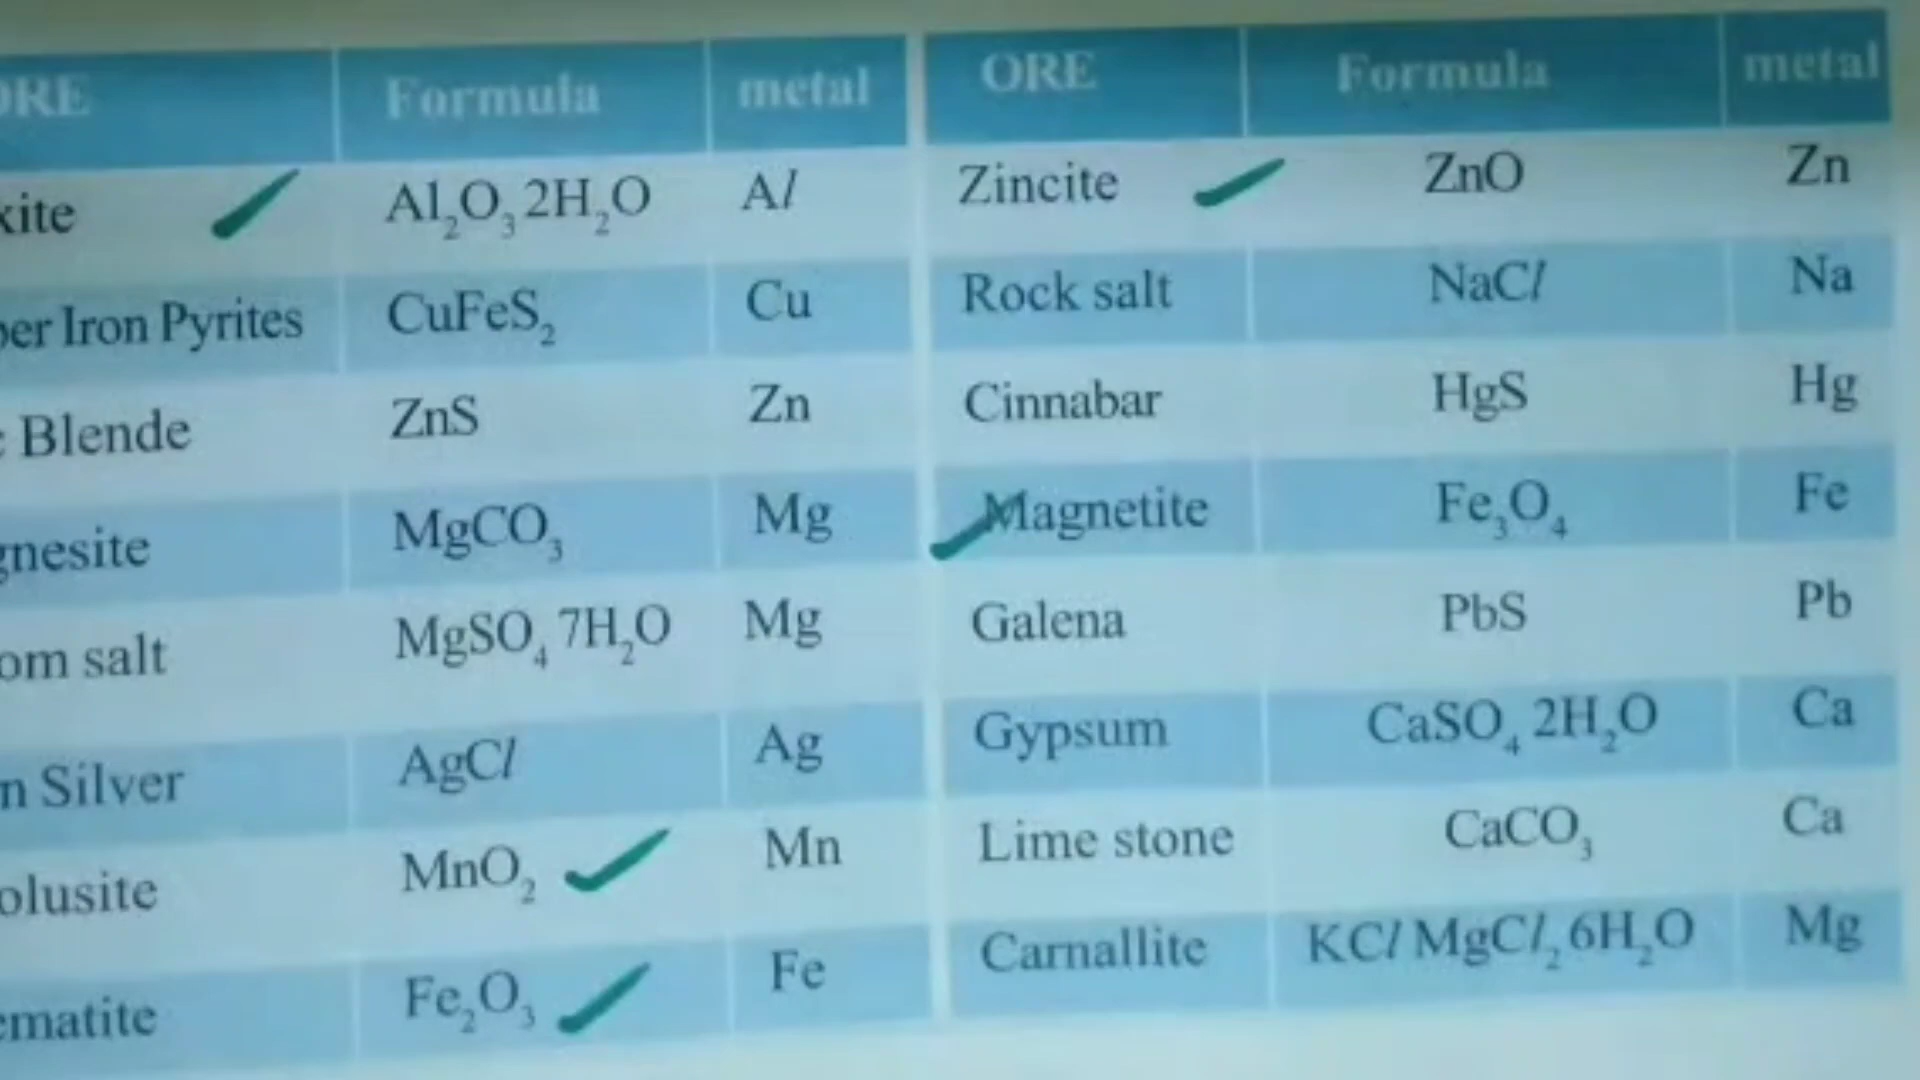 ORE Formula metal ORE Formula metal
xite Al₂O₃ 2H₂O Al Zincite ZnO Zn
per Iron Pyrites CuFeS₂ Cu Rock salt NaCl Na
c Blende ZnS Zn Cinnabar HgS Hg
gnesite MgCO₃ Mg Magnetite Fe₃O₄ Fe
om salt MgSO₄ 7H₂O Mg Galena PbS Pb
n Silver AgCl Ag Gypsum CaSO₄ 2H₂O Ca
olusite MnO₂ Mn Lime stone CaCO₃ Ca
ematite Fe₂O₃ Fe Carnallite KCl MgCl₂ 6H₂O Mg